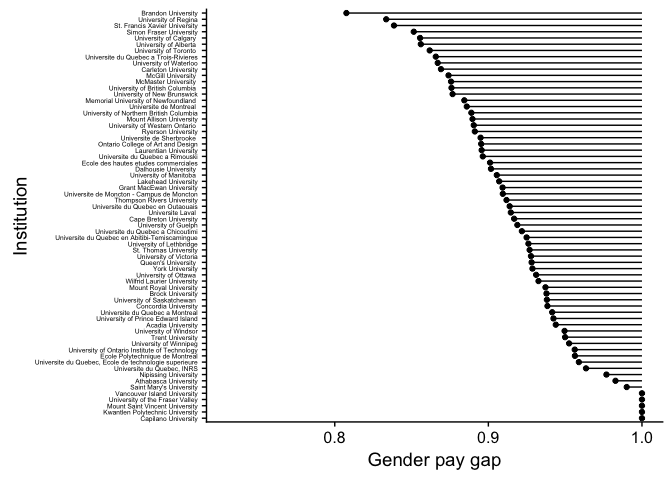 Brandon University
University of Regina
St. Francis Xavier University
Simon Fraser University
University of Calgary
University of Alberta
University of Toronto
Universite du Quebec a Trois-Rivieres
University of Waterloo
Carleton University
McGill University
McMaster University
University of British Columbia
University of New Brunswick
Memorial University of Newfoundland
Universite de Montreal
University of Northern British Columbia
Mount Allison University
University of Western Ontario
Ryerson University
Universite de Sherbrooke
Ontario College of Art and Design
Laurentian University
Universite du Quebec a Rimouski
Ecole des hautes etudes commerciales
Dalhousie University
University of Manitoba
Lakehead University
Grant MacEwan University
Universite de Moncton - Campus de Moncton
Thompson Rivers University
Universite du Quebec en Outaouais
Universite Laval
Cape Breton University
University of Guelph
Universite du Quebec a Chicoutimi
Universite du Quebec en Abitibi-Temiscamingue
University of Lethbridge
St. Thomas University
University of Victoria
Queen's University
York University
University of Ottawa
Wilfrid Laurier University
Mount Royal University
Brock University
University of Saskatchewan
Concordia University
Universite du Quebec a Montreal
University of Prince Edward Island
Acadia University
University of Windsor
Trent University
University of Winnipeg
University of Ontario Institute of Technology
Ecole Polytechnique de Montreal
Universite du Quebec, Ecole de technologie superieure
Universite du Quebec, INRS
Nipissing University
Athabasca University
Saint Mary's University
Vancouver Island University
University of the Fraser Valley
Mount Saint Vincent University
Kwantlen Polytechnic University
Capilano University
Institution
0.8 0.9 1.0
Gender pay gap